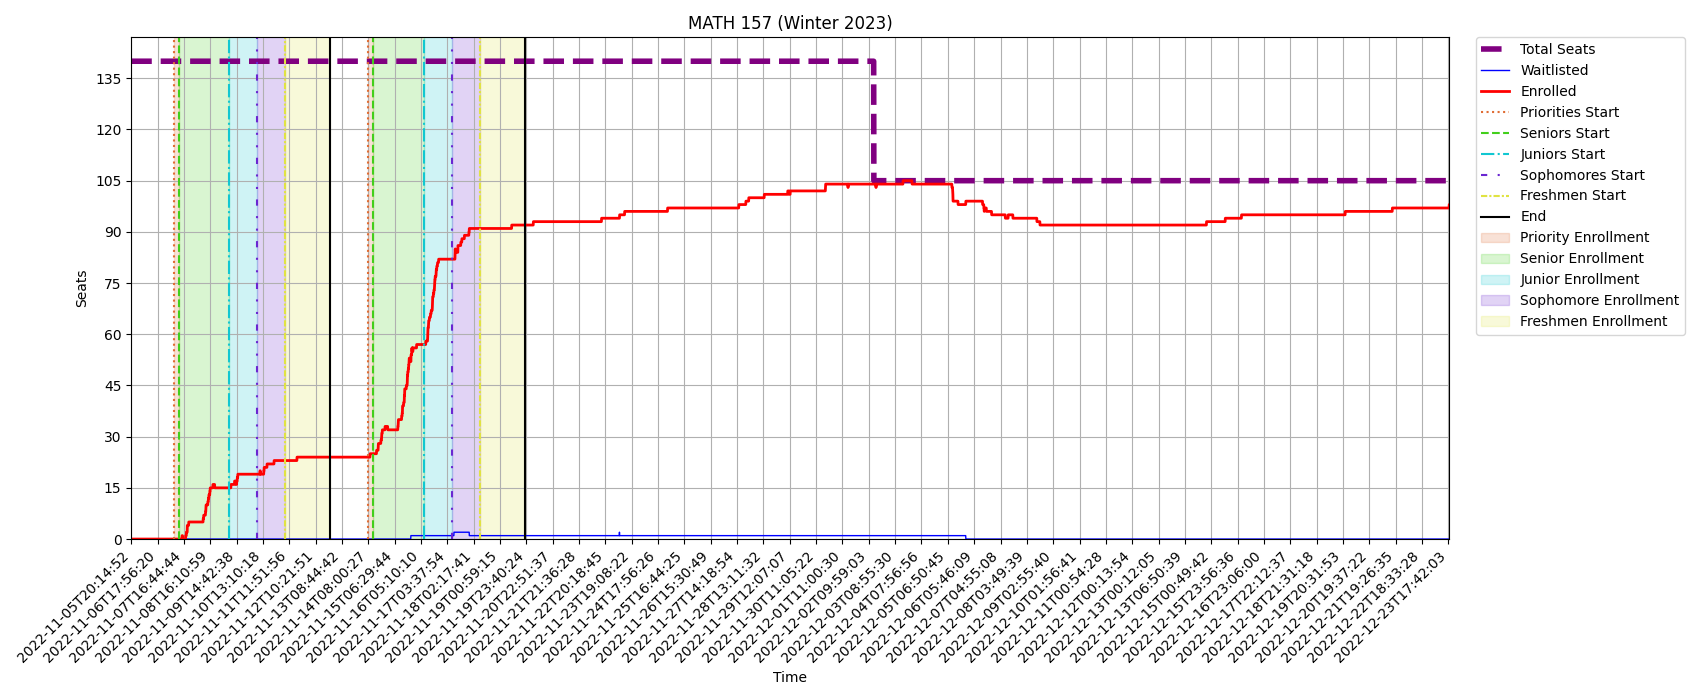 MATH 157 (Winter 2023)
Seats
135
120
105
90
75
60
45
30
15
0
2022-11-05T20:14:52
2022-11-06T17:56:20
2022-11-07T16:44:44
2022-11-08T16:10:59
2022-11-09T14:42:38
2022-11-10T13:10:18
2022-11-11T11:51:56
2022-11-12T10:21:51
2022-11-13T08:44:42
2022-11-14T08:00:27
2022-11-15T06:29:44
2022-11-16T05:10:10
2022-11-17T03:37:54
2022-11-18T02:17:41
2022-11-19T00:59:15
2022-11-19T23:40:24
2022-11-20T22:51:37
2022-11-21T21:36:28
2022-11-22T20:18:45
2022-11-23T19:08:22
2022-11-24T17:56:26
2022-11-25T16:44:25
2022-11-26T15:30:49
2022-11-27T14:18:54
2022-11-28T13:11:32
2022-11-29T12:07:07
2022-11-30T11:05:22
2022-12-01T11:00:30
2022-12-02T09:59:03
2022-12-03T08:55:30
2022-12-04T07:56:56
2022-12-05T06:50:45
2022-12-06T05:46:09
2022-12-07T04:55:08
2022-12-08T03:49:39
2022-12-09T02:55:40
2022-12-10T01:56:41
2022-12-11T00:54:28
2022-12-12T00:13:54
2022-12-13T00:12:05
2022-12-13T06:50:39
2022-12-15T00:49:42
2022-12-15T23:56:36
2022-12-16T23:06:00
2022-12-17T22:12:37
2022-12-18T21:31:18
2022-12-19T20:31:53
2022-12-20T19:37:22
2022-12-21T19:26:35
2022-12-22T18:33:28
2022-12-23T17:42:03
Time
Total Seats
Waitlisted
Enrolled
Priorities Start
Seniors Start
Juniors Start
Sophomores Start
Freshmen Start
End
Priority Enrollment
Senior Enrollment
Junior Enrollment
Sophomore Enrollment
Freshmen Enrollment